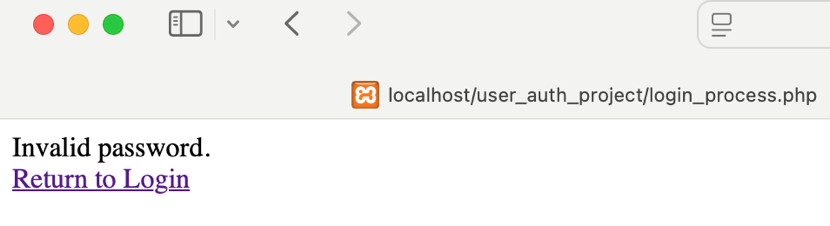 localhost/user_auth_project/login_process.php
Invalid password.
Return to Login